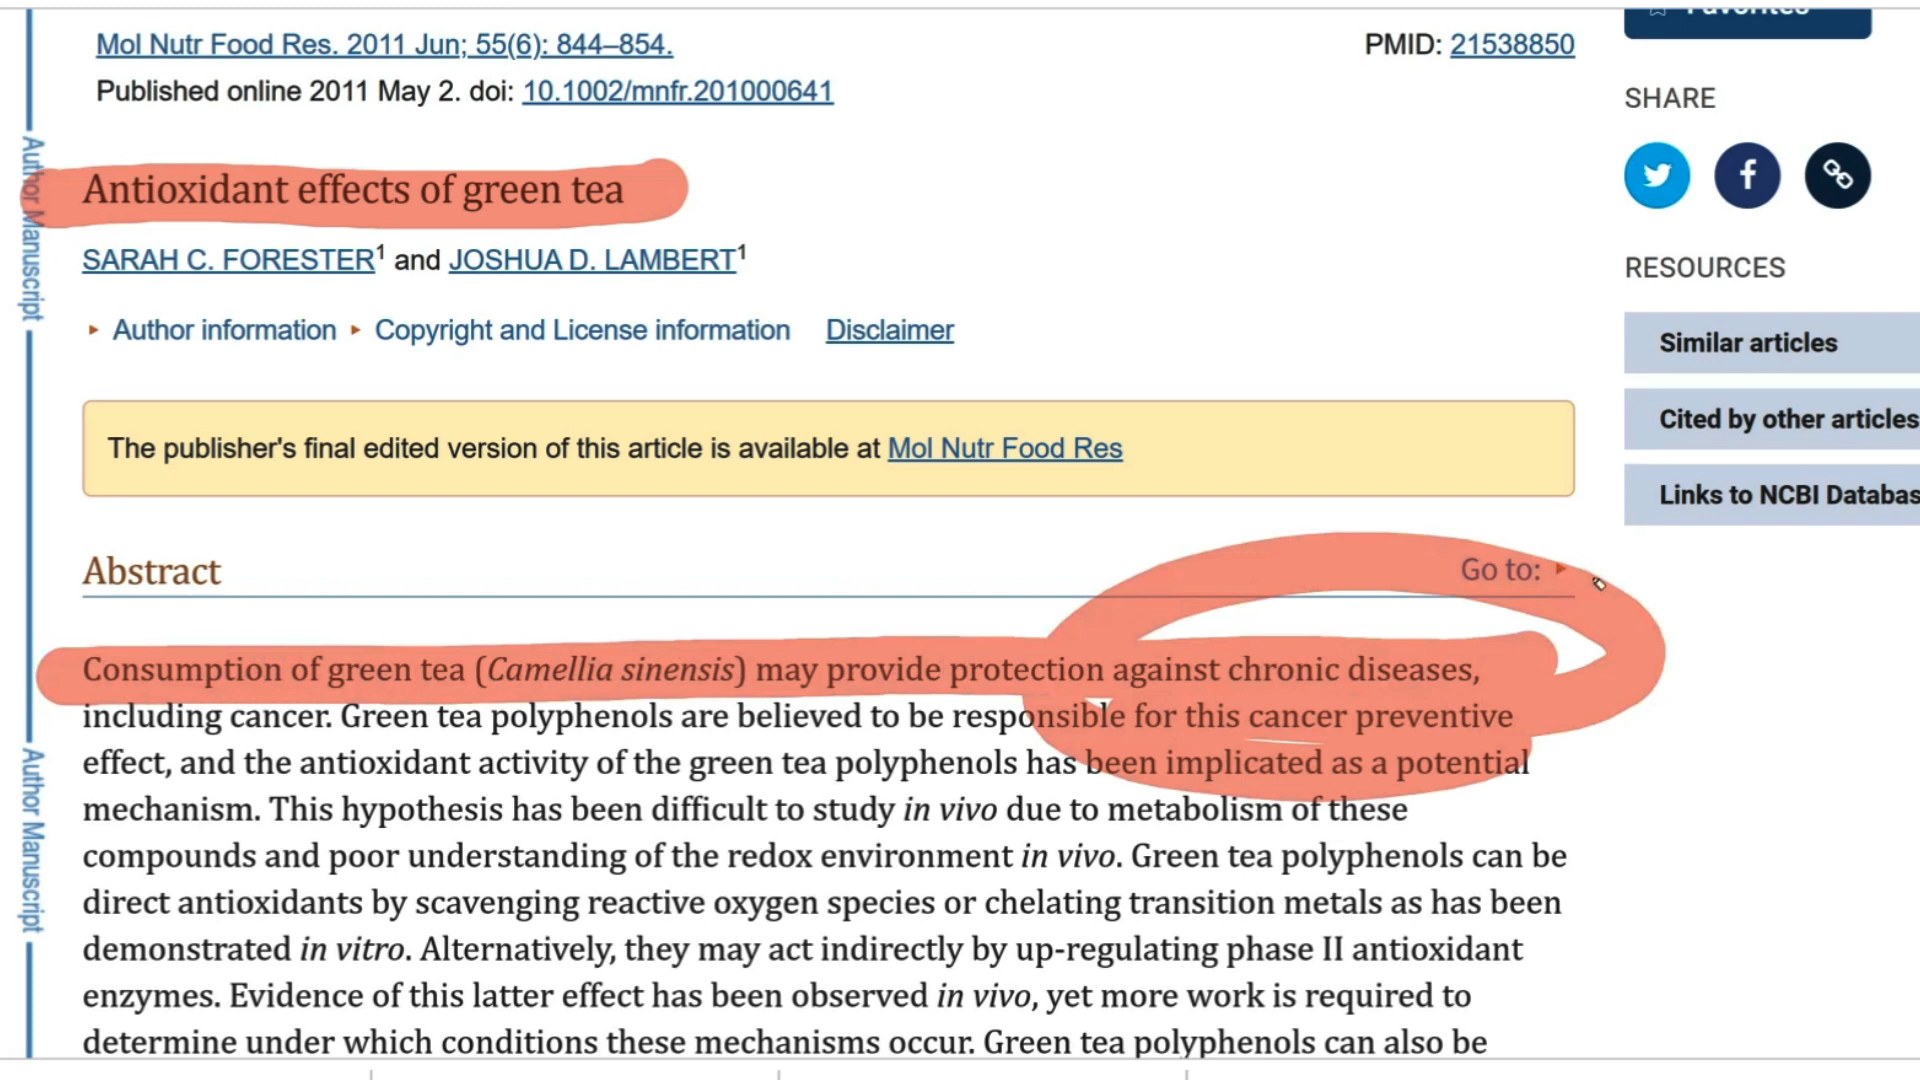 Favorites
Mol Nutr Food Res. 2011 Jun; 55(6): 844–854.
PMID: 21538850
Published online 2011 May 2. doi: 10.1002/mnfr.201000641
SHARE
Author Manuscript
Antioxidant effects of green tea
SARAH C. FORESTER1 and JOSHUA D. LAMBERT1
RESOURCES
Author information Copyright and License information Disclaimer
Similar articles
Cited by other articles
The publisher's final edited version of this article is available at Mol Nutr Food Res
Links to NCBI Databas
Abstract
Go to:
Consumption of green tea (Camellia sinensis) may provide protection against chronic diseases,
including cancer. Green tea polyphenols are believed to be responsible for this cancer preventive
effect, and the antioxidant activity of the green tea polyphenols has been implicated as a potential
mechanism. This hypothesis has been difficult to study in vivo due to metabolism of these
compounds and poor understanding of the redox environment in vivo. Green tea polyphenols can be
direct antioxidants by scavenging reactive oxygen species or chelating transition metals as has been
demonstrated in vitro. Alternatively, they may act indirectly by up-regulating phase II antioxidant
enzymes. Evidence of this latter effect has been observed in vivo, yet more work is required to
determine under which conditions these mechanisms occur. Green tea polyphenols can also be
Author Manuscript